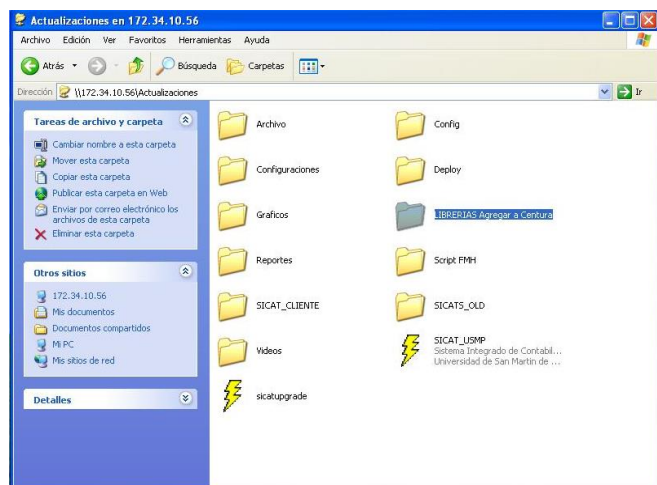 Actualizaciones en 172.34.10.56
Archivo Edición Ver Favoritos Herramientas Ayuda
Atrás Búsqueda Carpetas
Dirección \\172.34.10.56\Actualizaciones Ir
Tareas de archivo y carpeta
Cambiar nombre a esta carpeta
Mover esta carpeta
Copiar esta carpeta
Publicar esta carpeta en Web
Enviar por correo electrónico los
archivos de esta carpeta
Eliminar esta carpeta
Otros sitios
172.34.10.56
Mis documentos
Documentos compartidos
Mi PC
Mis sitios de red
Detalles
Archivo Config
Configuraciones Deploy
Graficos LIBRERIAS Agregar a Centura
Reportes Script FMH
SICAT_CLIENTE SICATS_OLD
Videos SICAT_USMP
Sistema Integrado de Contabil...
Universidad de San Martin de ...
sicatupgrade